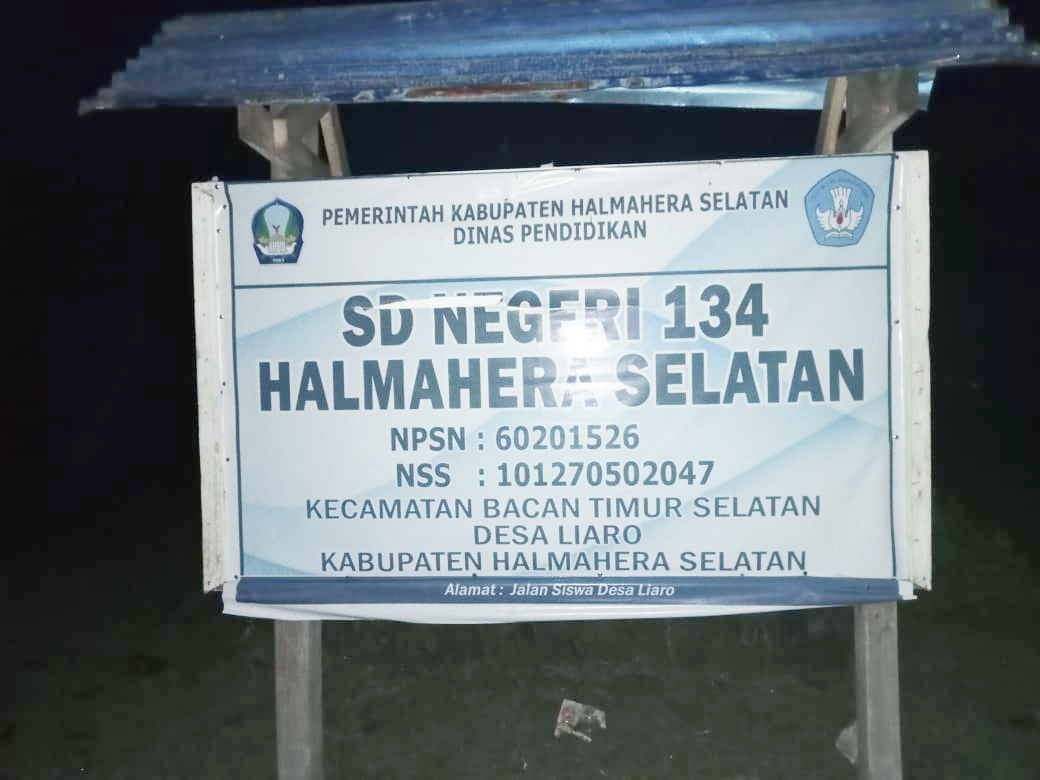 PEMERINTAH KABUPATEN HALMAHERA SELATAN
DINAS PENDIDIKAN
SD NEGERI 134
HALMAHERA SELATAN
NPSN : 60201526
NSS : 101270502047
KECAMATAN BACAN TIMUR SELATAN
DESA LIARO
KABUPATEN HALMAHERA SELATAN
Alamat : Jalan Siswa Desa Liaro